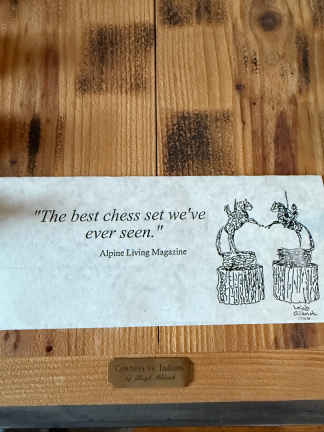 "The best chess set we've
ever seen."
Alpine Living Magazine
Cowboys vs. Indians